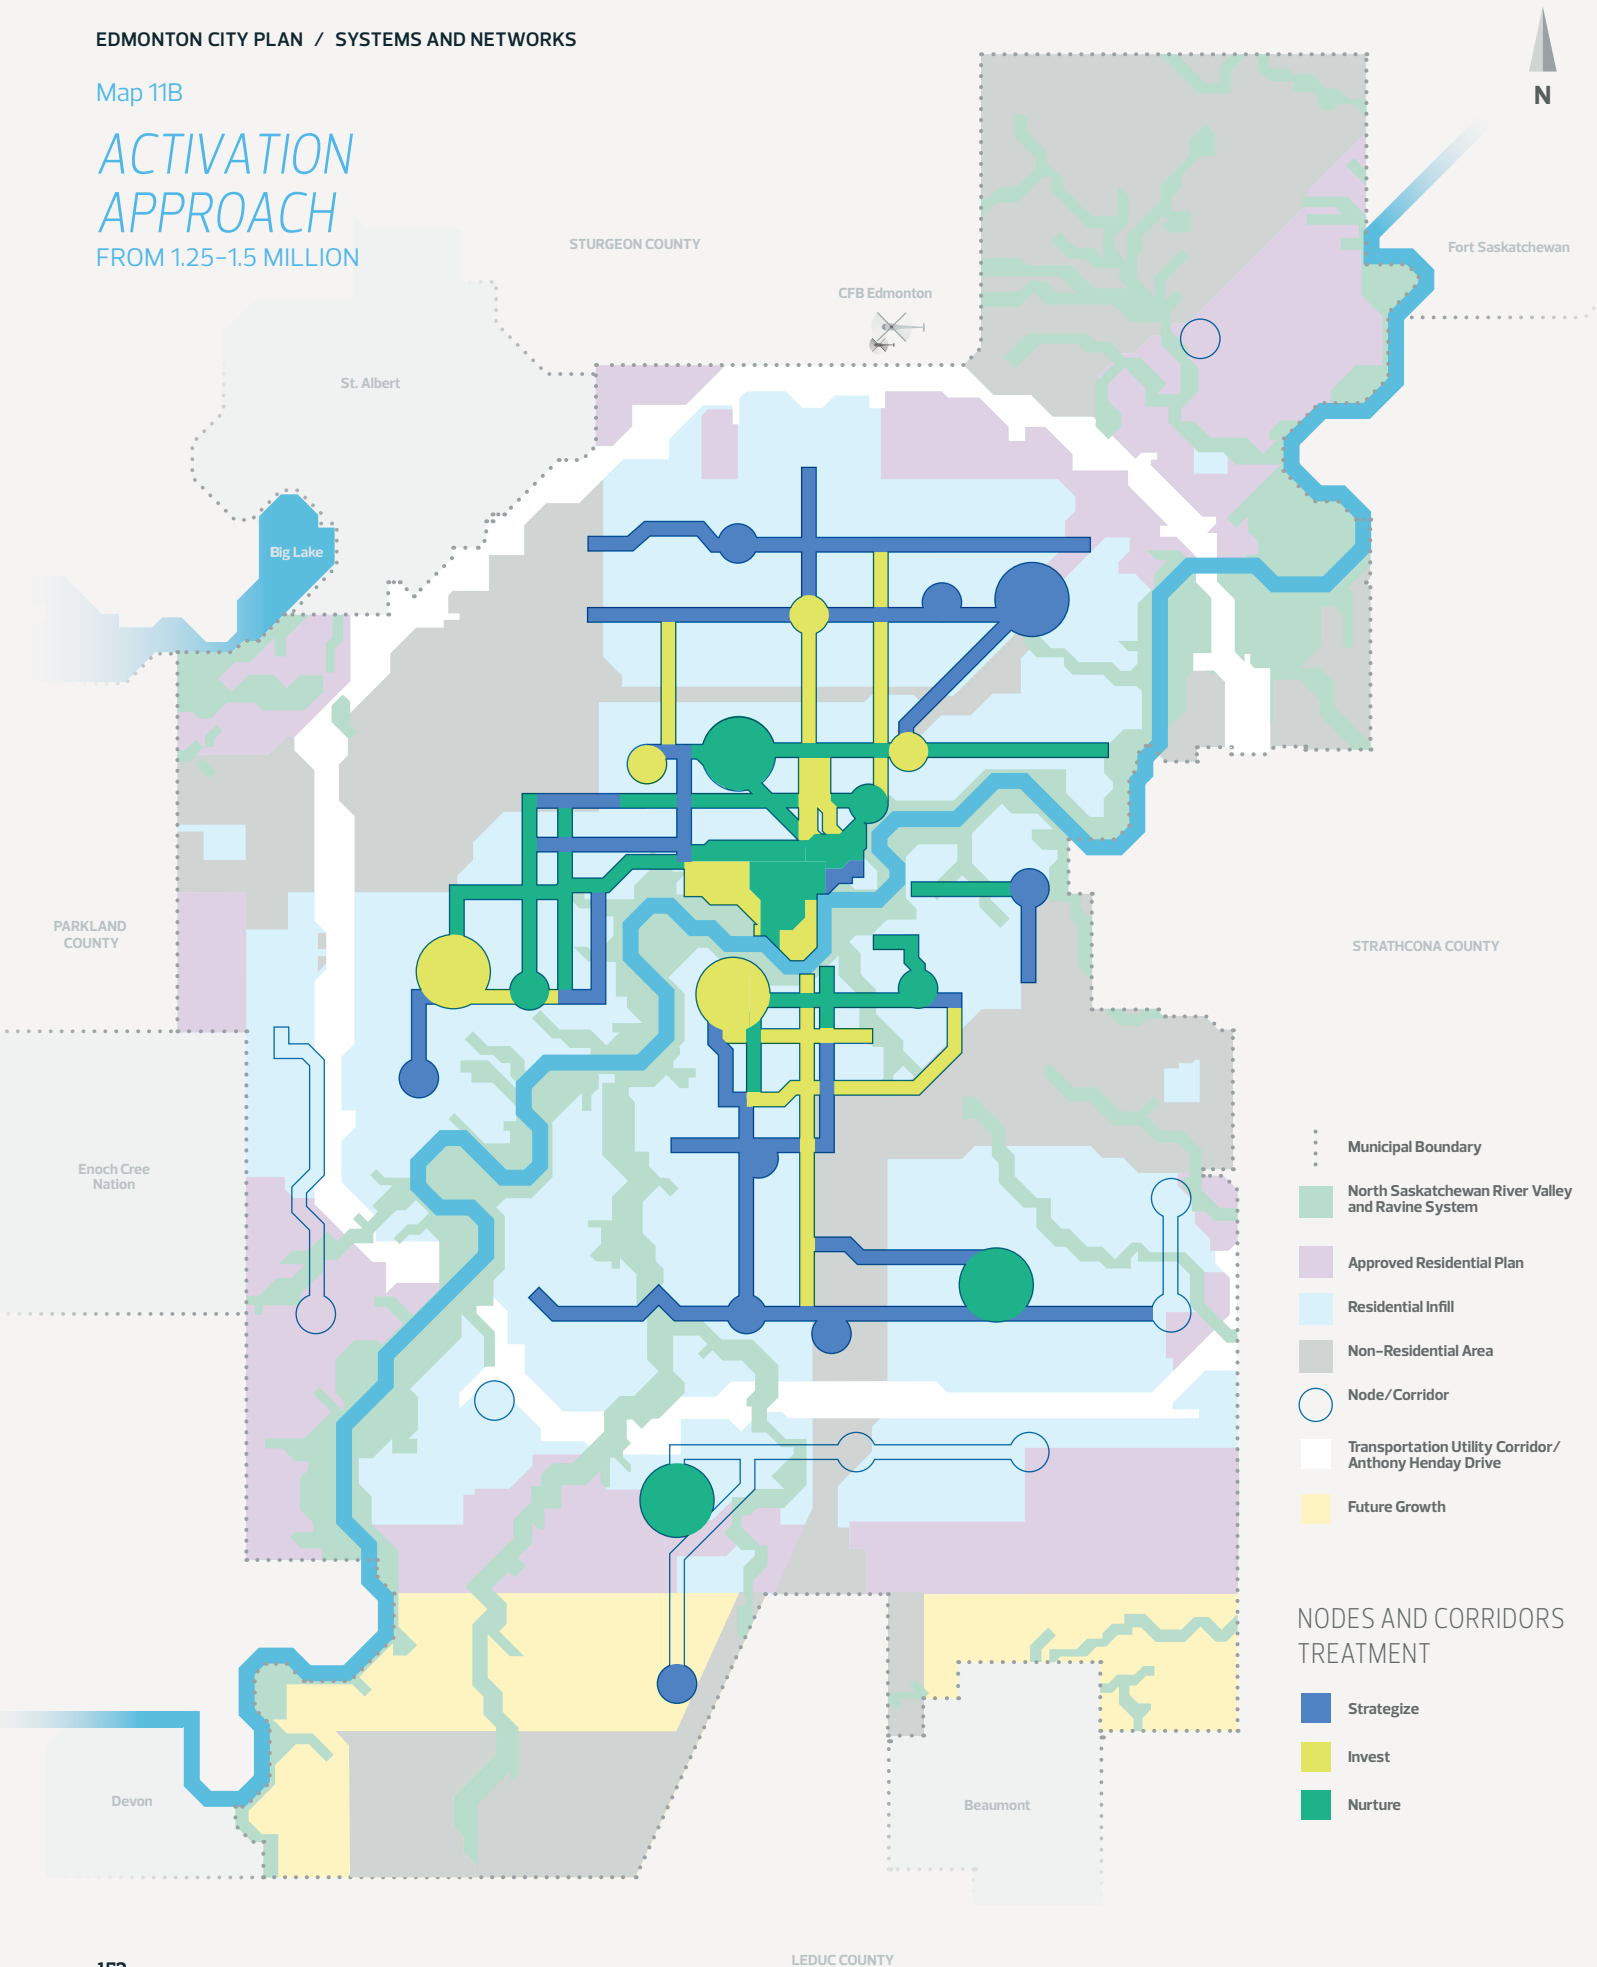 EDMONTON CITY PLAN / SYSTEMS AND NETWORKS
Map 11B
ACTIVATION
APPROACH
FROM 1.25–1.5 MILLION
N
STURGEON COUNTY
Fort Saskatchewan
CFB Edmonton
St. Albert
Big Lake
PARKLAND
COUNTY
STRATHCONA COUNTY
Enoch Cree
Nation
Devon
Beaumont
LEDUC COUNTY
Municipal Boundary
North Saskatchewan River Valley
and Ravine System
Approved Residential Plan
Residential Infill
Non-Residential Area
Node/Corridor
Transportation Utility Corridor/
Anthony Henday Drive
Future Growth
NODES AND CORRIDORS
TREATMENT
Strategize
Invest
Nurture